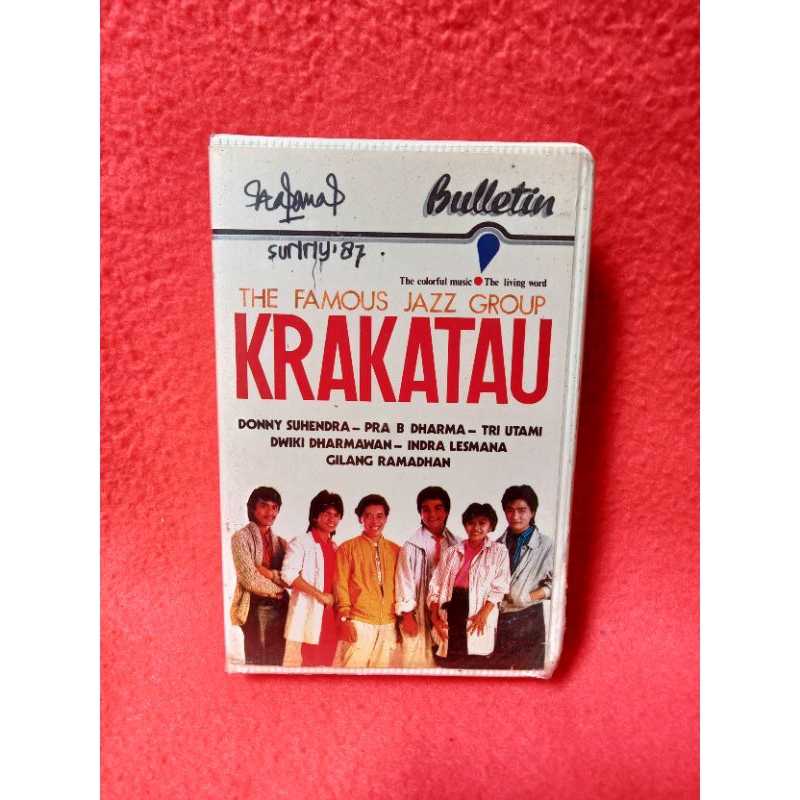 Bulletin
sunny '87
The colorful music The living word
THE FAMOUS JAZZ GROUP
KRAKATAU
DONNY SUHENDRA – PRA B DHARMA – TRI UTAMI
DWIKI DHARMAWAN – INDRA LESMANA
GILANG RAMADHAN